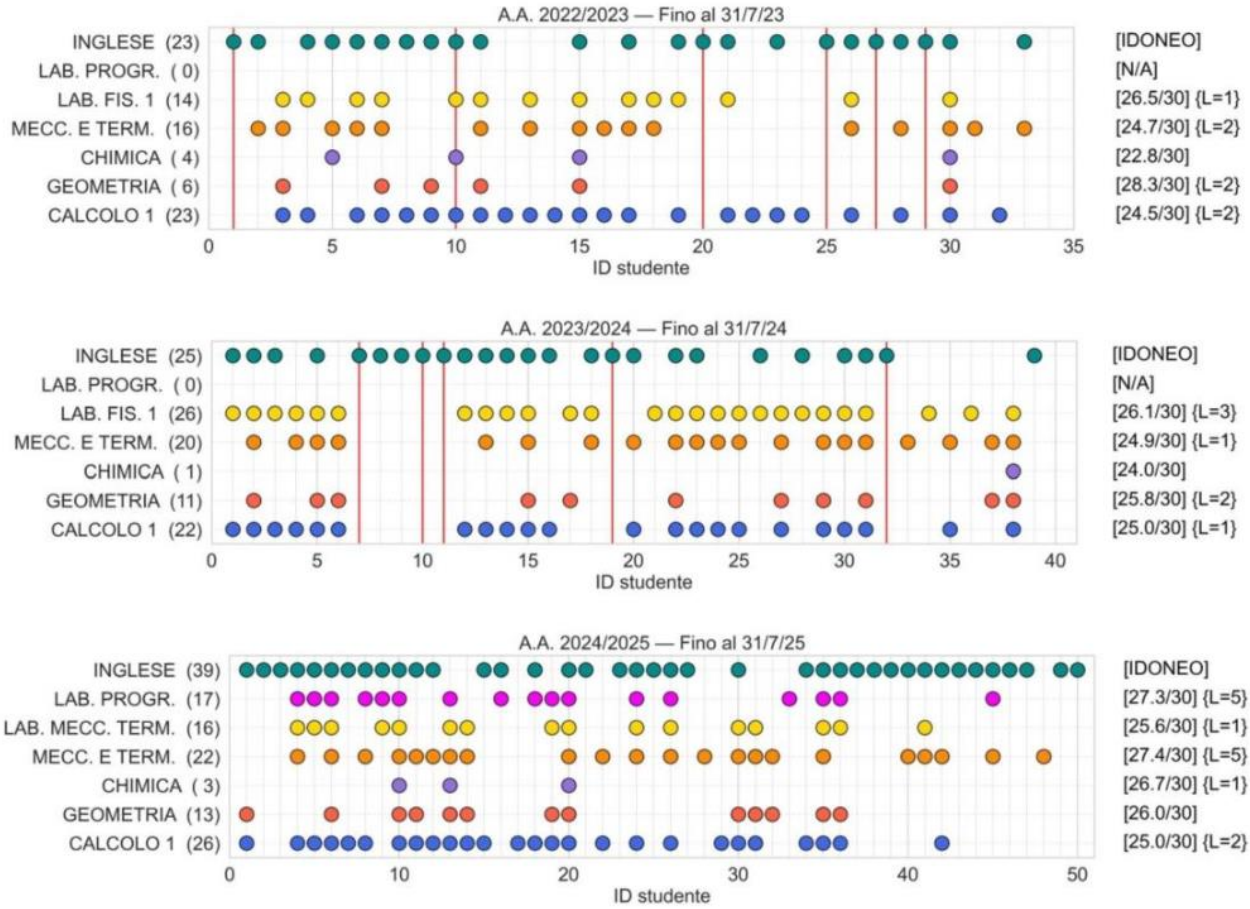 A.A. 2022/2023 — Fino al 31/7/23
INGLESE (23) [IDONEO]
LAB. PROGR. ( 0) [N/A]
LAB. FIS. 1 (14) [26.5/30] {L=1}
MECC. E TERM. (16) [24.7/30] {L=2}
CHIMICA ( 4) [22.8/30]
GEOMETRIA ( 6) [28.3/30] {L=2}
CALCOLO 1 (23) [24.5/30] {L=2}
0 5 10 15 20 25 30 35
ID studente
A.A. 2023/2024 — Fino al 31/7/24
INGLESE (25) [IDONEO]
LAB. PROGR. ( 0) [N/A]
LAB. FIS. 1 (26) [26.1/30] {L=3}
MECC. E TERM. (20) [24.9/30] {L=1}
CHIMICA ( 1) [24.0/30]
GEOMETRIA (11) [25.8/30] {L=2}
CALCOLO 1 (22) [25.0/30] {L=1}
0 5 10 15 20 25 30 35 40
ID studente
A.A. 2024/2025 — Fino al 31/7/25
INGLESE (39) [IDONEO]
LAB. PROGR. (17) [27.3/30] {L=5}
LAB. MECC. TERM. (16) [25.6/30] {L=1}
MECC. E TERM. (22) [27.4/30] {L=5}
CHIMICA ( 3) [26.7/30] {L=1}
GEOMETRIA (13) [26.0/30]
CALCOLO 1 (26) [25.0/30] {L=2}
0 10 20 30 40 50
ID studente